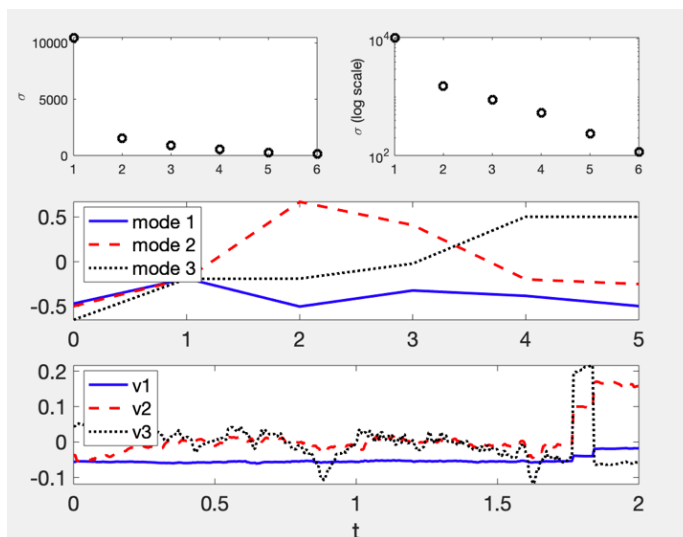 10000
5000
0
σ
1 2 3 4 5 6
10^4
10^2
σ (log scale)
1 2 3 4 5 6
0.5
0
-0.5
mode 1
mode 2
mode 3
0 1 2 3 4 5
0.2
0.1
0
-0.1
v1
v2
v3
0 0.5 1 1.5 2
t